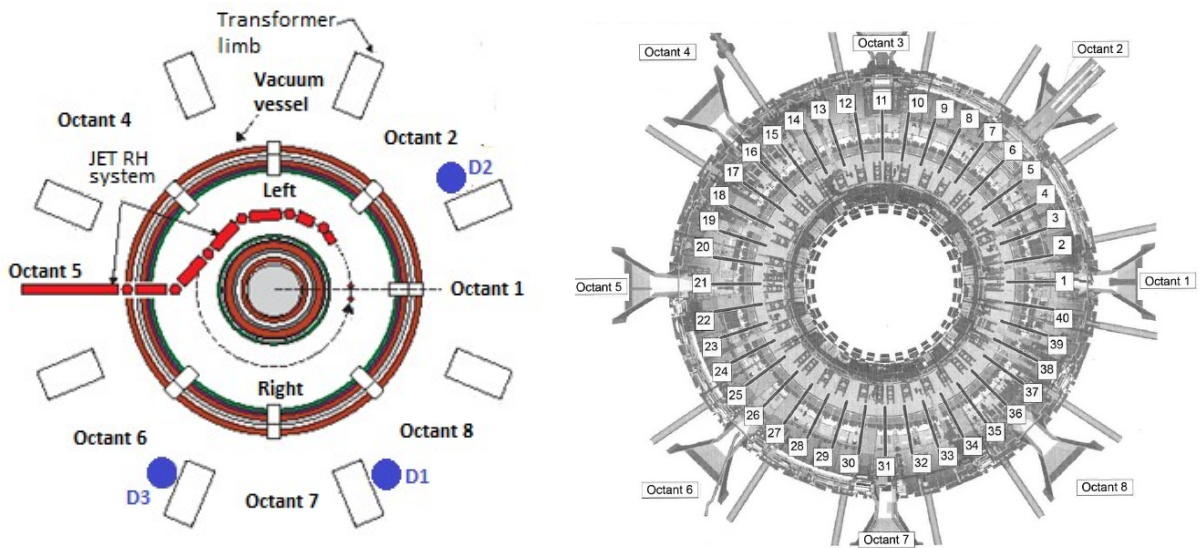 Transformer
limb
Vacuum
vessel
Octant 4
Octant 2
JET RH
system
D2
Left
Octant 5
Octant 1
Right
Octant 6
Octant 8
D3
Octant 7
D1
Octant 4
Octant 3
Octant 2
Octant 5
Octant 1
Octant 6
Octant 8
Octant 7
1
2
3
4
5
6
7
8
9
10
11
12
13
14
15
16
17
18
19
20
21
22
23
24
25
26
27
28
29
30
31
32
33
34
35
36
37
38
39
40